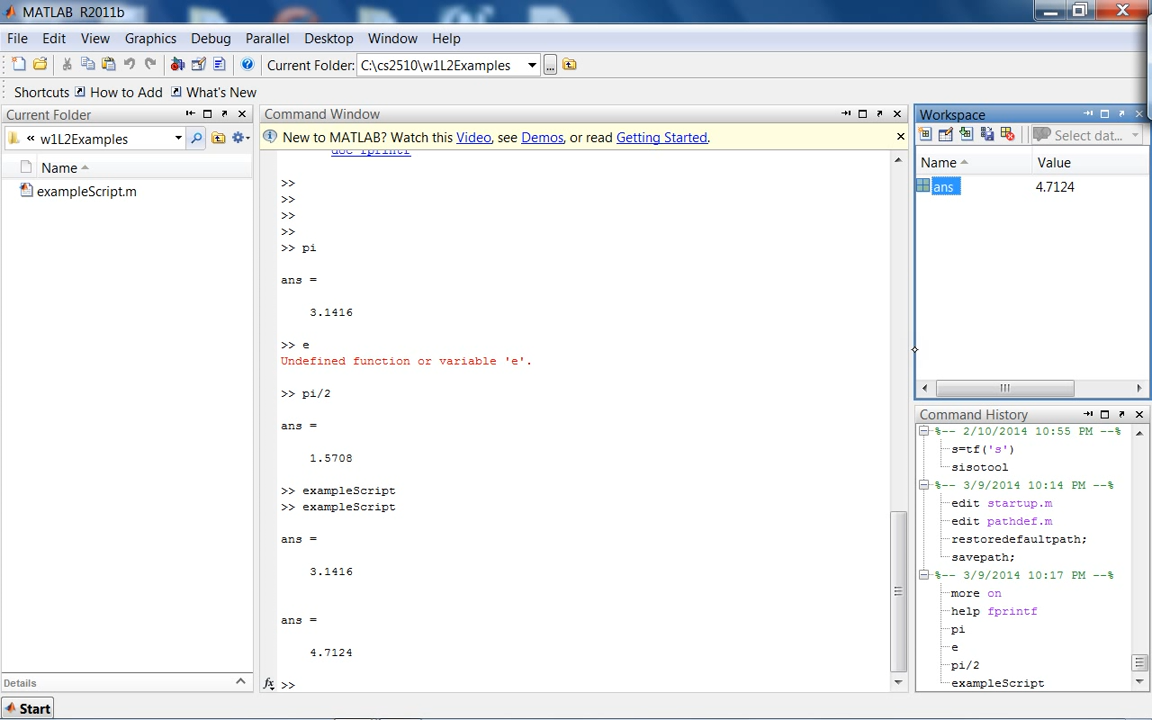 MATLAB R2011b
File Edit View Graphics Debug Parallel Desktop Window Help
Current Folder: C:\cs2510\w1L2Examples ...
Shortcuts How to Add What's New
Current Folder
« w1L2Examples
Name
exampleScript.m
Details
Start
Command Window
New to MATLAB? Watch this Video, see Demos, or read Getting Started.
doc fprintf
>>
>>
>>
>>
>> pi
ans =
3.1416
>> e
Undefined function or variable 'e'.
>> pi/2
ans =
1.5708
>> exampleScript
>> exampleScript
ans =
3.1416
ans =
4.7124
fx >>
Workspace
Select dat...
Name Value
ans 4.7124
Command History
%-- 2/10/2014 10:55 PM --%
s=tf('s')
sisotool
%-- 3/9/2014 10:14 PM --%
edit startup.m
edit pathdef.m
restoredefaultpath;
savepath;
%-- 3/9/2014 10:17 PM --%
more on
help fprintf
pi
e
pi/2
exampleScript